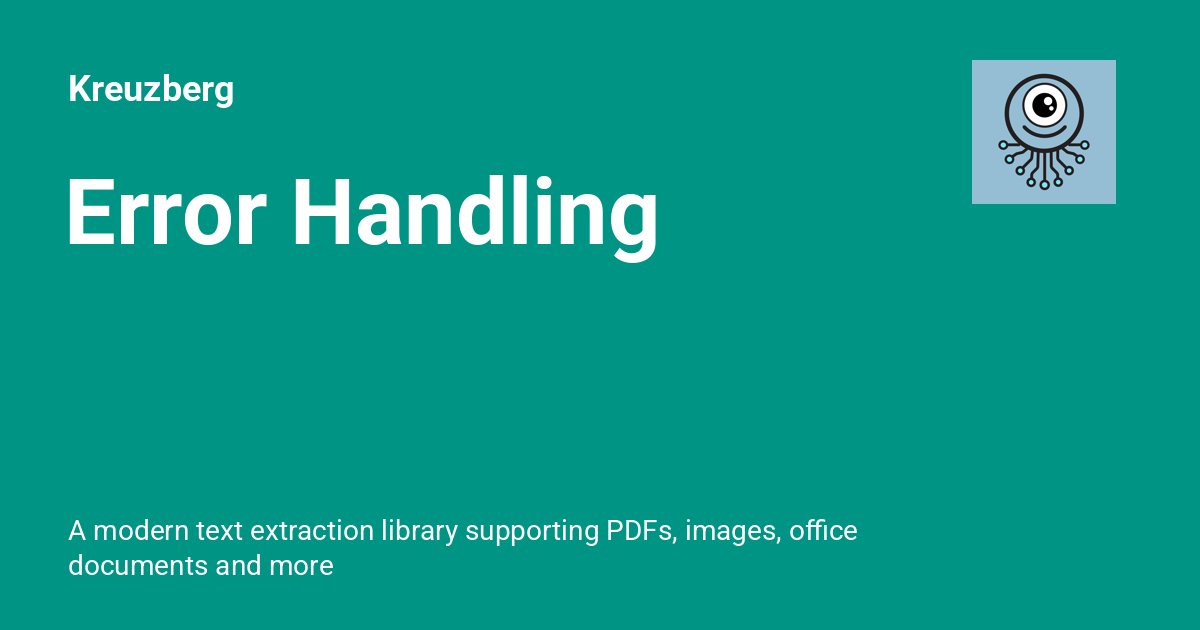 Kreuzberg
Error Handling
A modern text extraction library supporting PDFs, images, office
documents and more